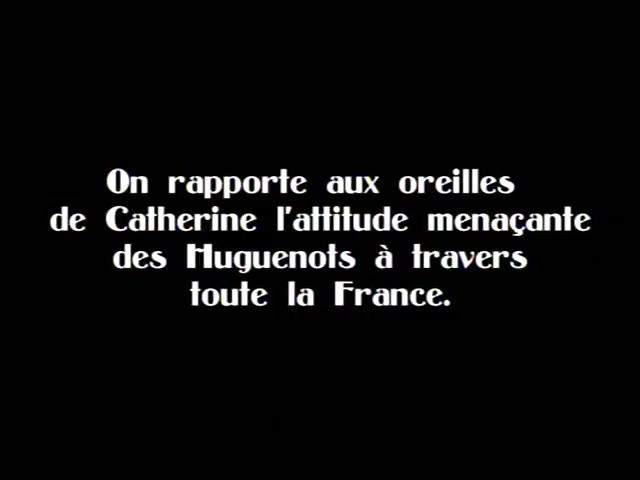 On rapporte aux oreilles
de Catherine l'attitude menaçante
des Huguenots à travers
toute la France.